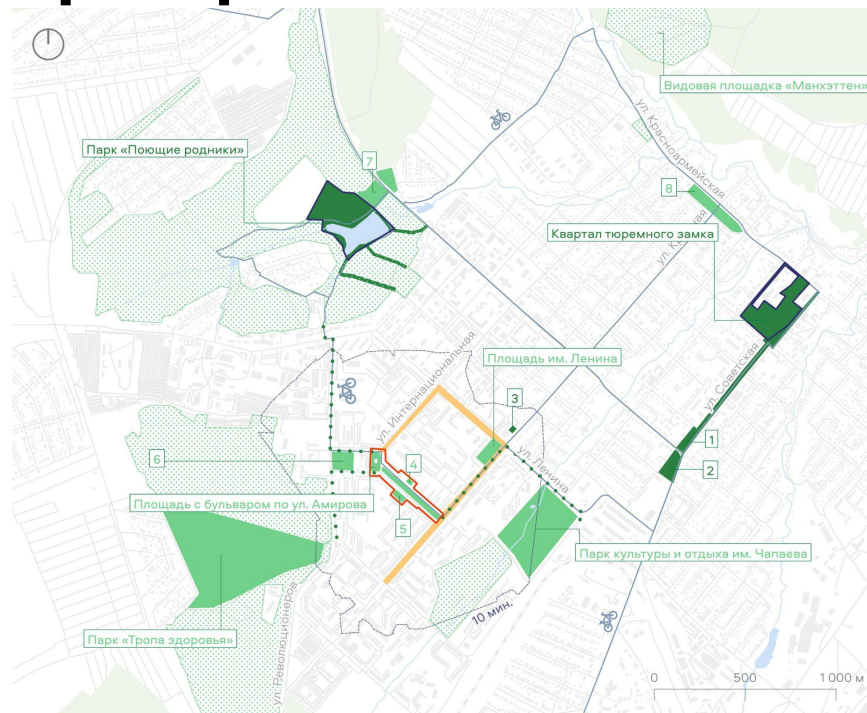 Видовая площадка «Манхэттен»
ул. Красноармейская
Парк «Поющие родники»
7
8
ул. Красная
Квартал тюремного замка
ул. Интернациональная
Площадь им. Ленина
ул. Советская
3
ул. Ленина
1
2
6
4
Площадь с бульваром по ул. Амирова
5
Парк культуры и отдыха им. Чапаева
10 мин.
Парк «Тропа здоровья»
ул. Революционеров
0 500 1 000 м